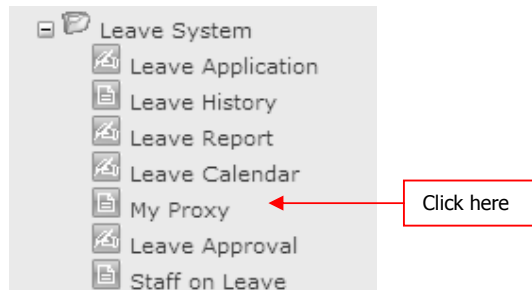 Leave System
Leave Application
Leave History
Leave Report
Leave Calendar
My Proxy
Click here
Leave Approval
Staff on Leave